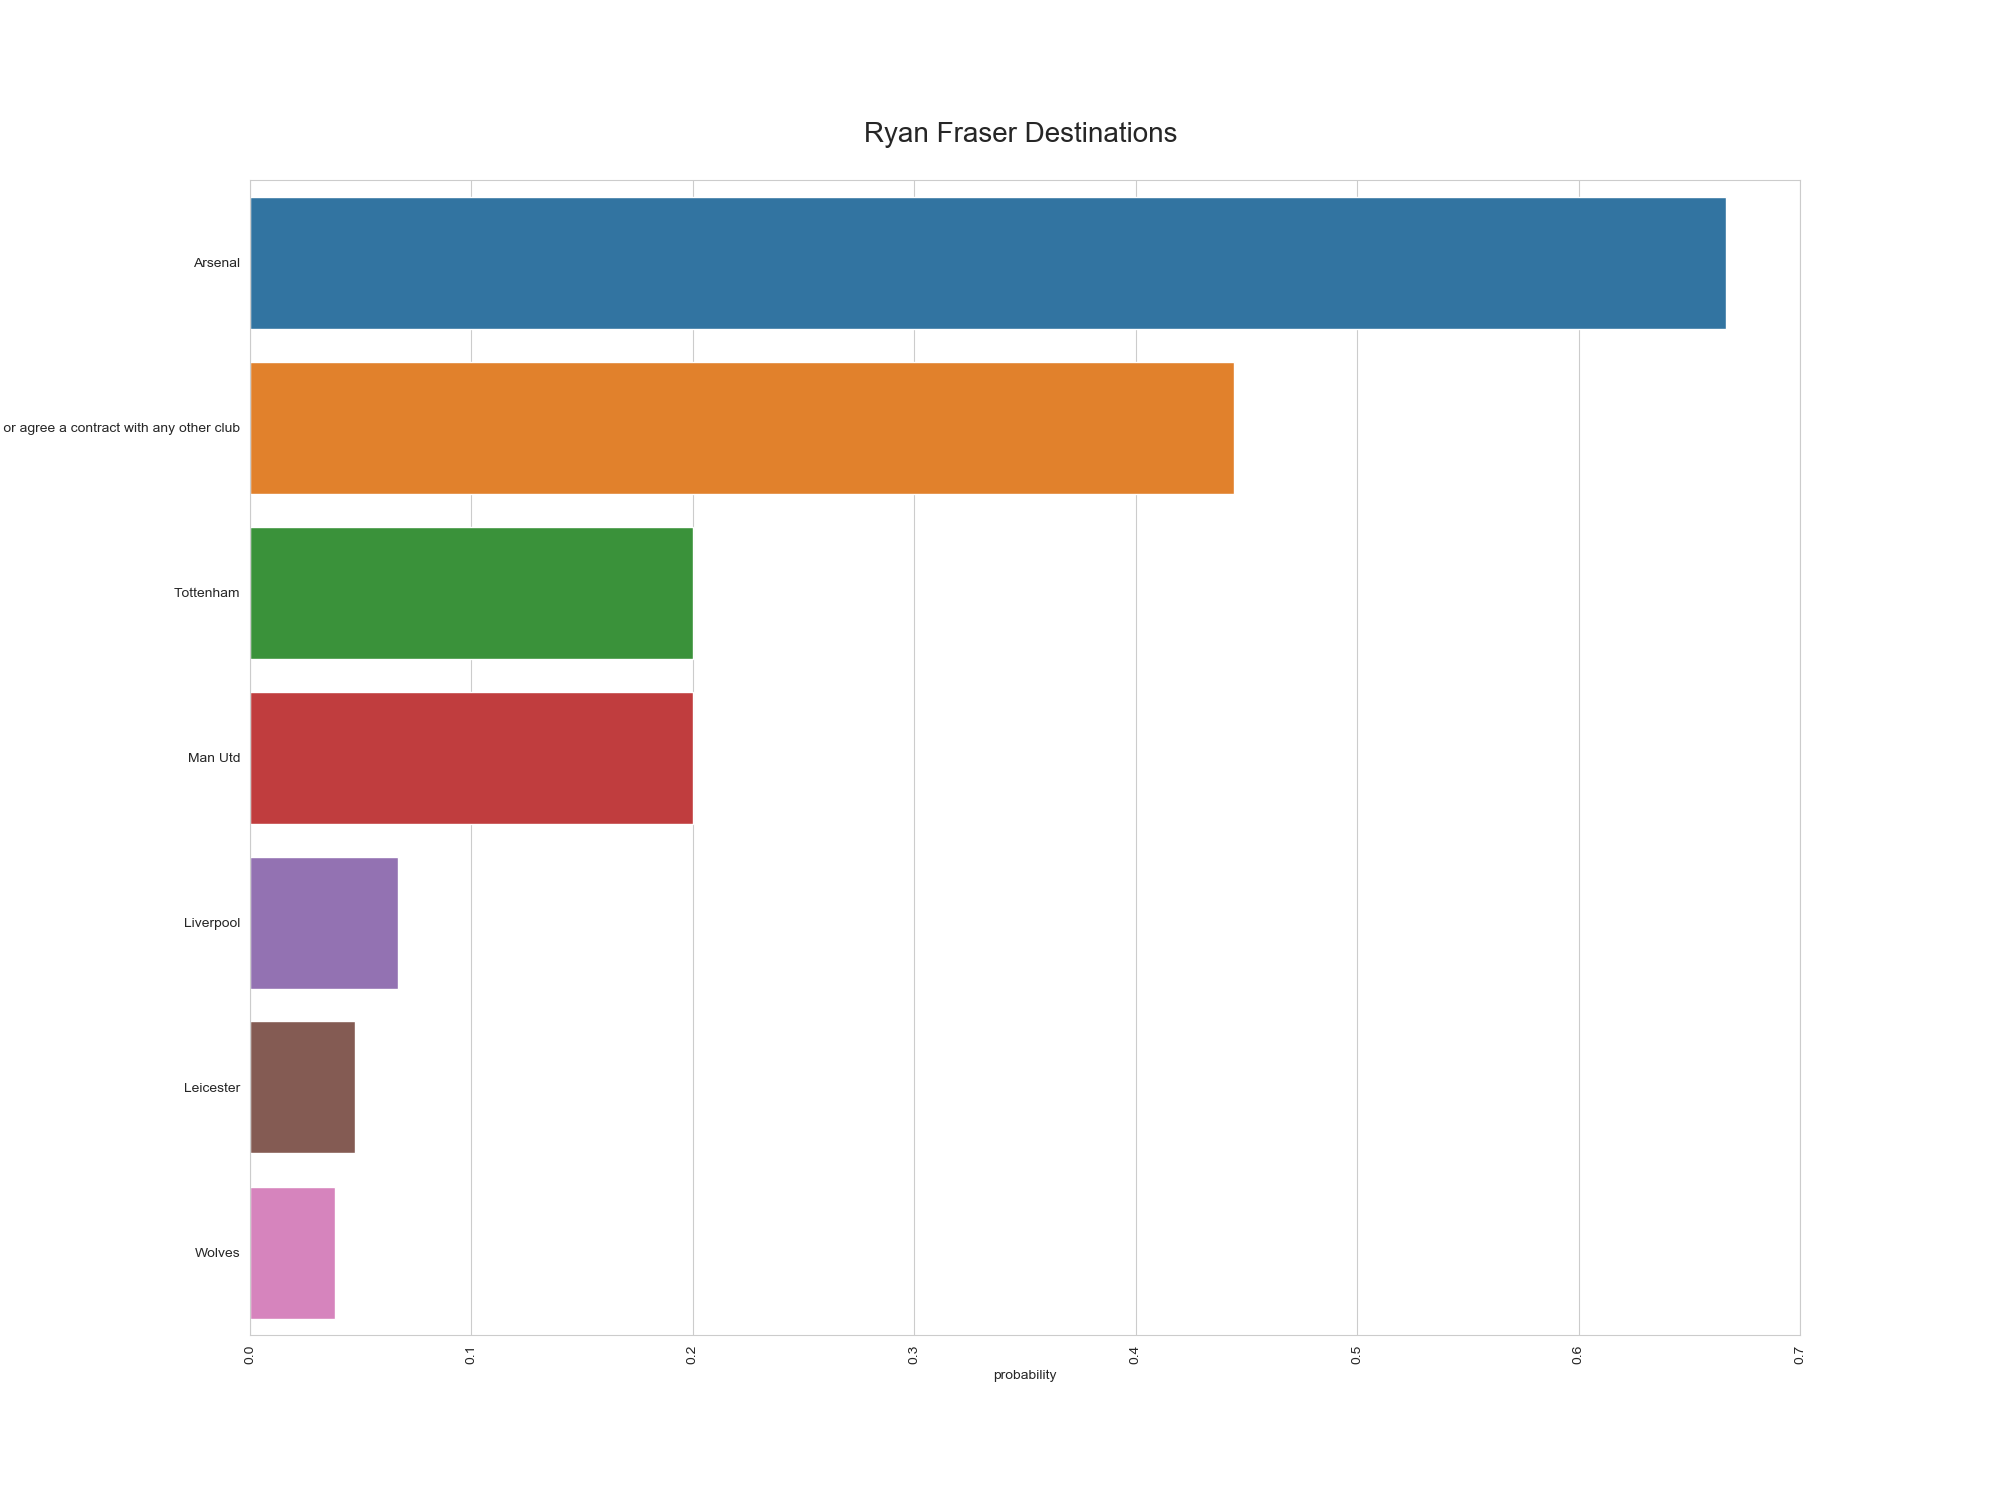 Ryan Fraser Destinations
Arsenal
or agree a contract with any other club
Tottenham
Man Utd
Liverpool
Leicester
Wolves
0.0 0.1 0.2 0.3 0.4 0.5 0.6 0.7
probability